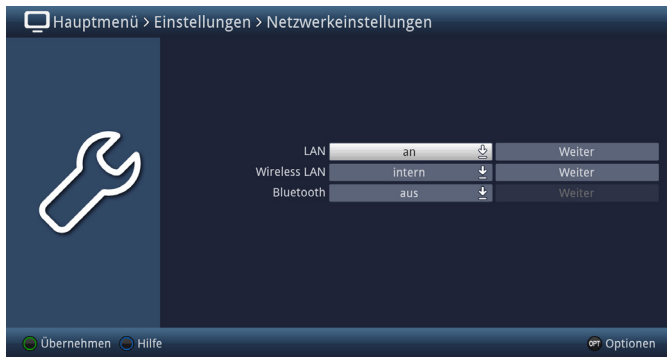 Hauptmenü > Einstellungen > Netzwerkeinstellungen
LAN an Weiter
Wireless LAN intern Weiter
Bluetooth aus Weiter
Übernehmen Hilfe OPT Optionen